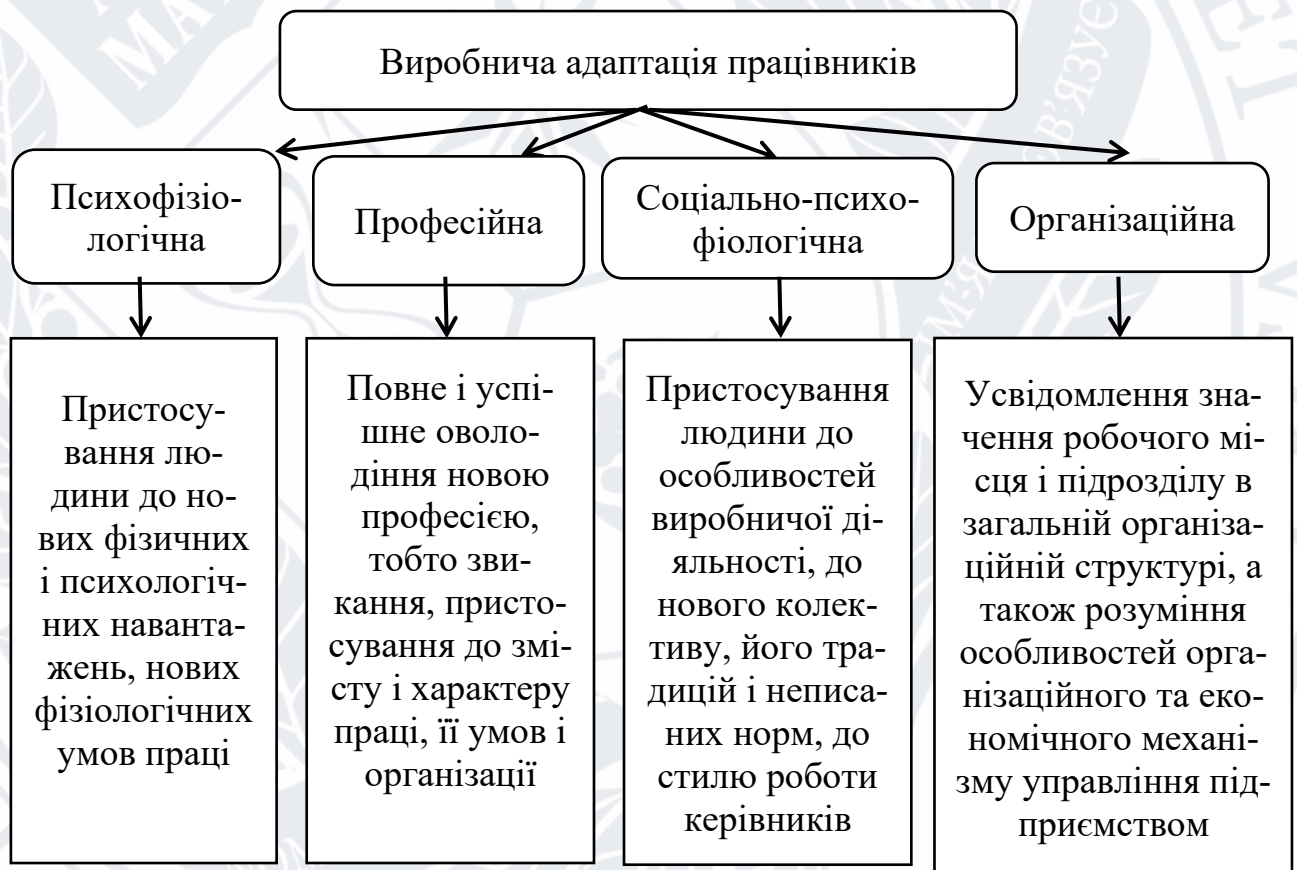 Виробнича адаптація працівників
Психофізіо-
логічна
Професійна
Соціально-психо-
фіологічна
Організаційна
Пристосу-
вання лю-
дини до но-
вих фізичних
і психологіч-
них наванта-
жень, нових
фізіологічних
умов праці
Повне і успі-
шне оволо-
діння новою
професією,
тобто зви-
кання, присто-
сування до змі-
сту і характеру
праці, її умов і
організації
Пристосування
людини до
особливостей
виробничої ді-
яльності, до
нового колек-
тиву, його тра-
дицій і неписа-
них норм, до
стилю роботи
керівників
Усвідомлення зна-
чення робочого мі-
сця і підрозділу в
загальній організа-
ційній структурі, а
також розуміння
особливостей орга-
нізаційного та еко-
номічного механі-
зму управління під-
приємством